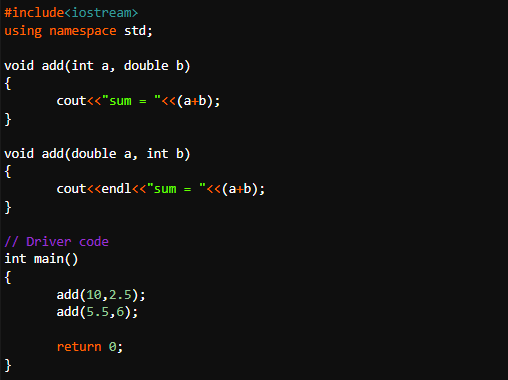 #include<iostream>
using namespace std;
void add(int a, double b)
{
cout<<"sum = "<<(a+b);
}
void add(double a, int b)
{
cout<<endl<<"sum = "<<(a+b);
}
// Driver code
int main()
{
add(10,2.5);
add(5.5,6);
return 0;
}